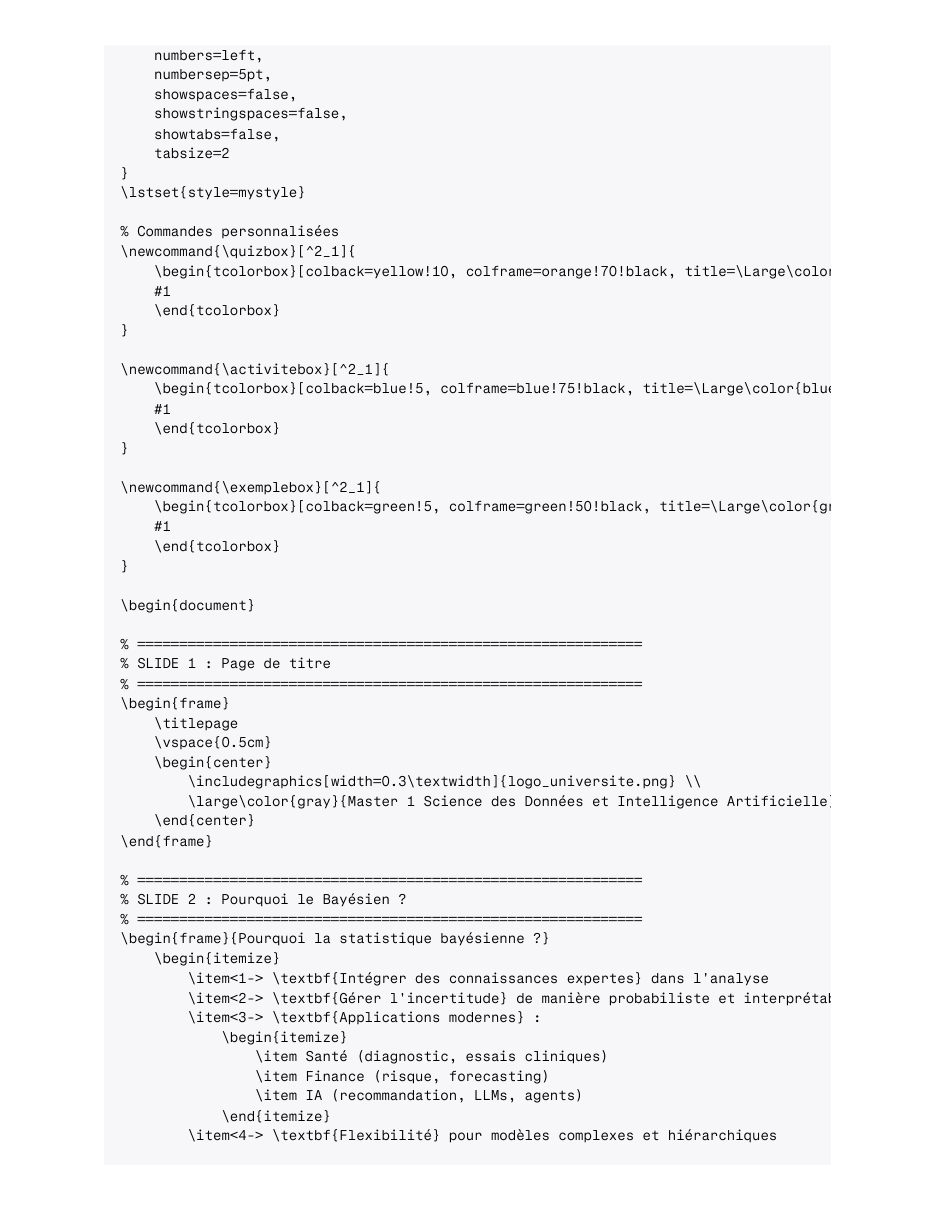 numbers=left,
numbersep=5pt,
showspaces=false,
showstringspaces=false,
showtabs=false,
tabsize=2
}
\lstset{style=mystyle}
% Commandes personnalisées
\newcommand{\quizbox}[^2_1]{
\begin{tcolorbox}[colback=yellow!10, colframe=orange!70!black, title=\Large\color
#1
\end{tcolorbox}
}
\newcommand{\activitebox}[^2_1]{
\begin{tcolorbox}[colback=blue!5, colframe=blue!75!black, title=\Large\color{blue
#1
\end{tcolorbox}
}
\newcommand{\exemplebox}[^2_1]{
\begin{tcolorbox}[colback=green!5, colframe=green!50!black, title=\Large\color{gr
#1
\end{tcolorbox}
}
\begin{document}
% ============================================================
% SLIDE 1 : Page de titre
% ============================================================
\begin{frame}
\titlepage
\vspace{0.5cm}
\begin{center}
\includegraphics[width=0.3\textwidth]{logo_universite.png} \\
\large\color{gray}{Master 1 Science des Données et Intelligence Artificielle}
\end{center}
\end{frame}
% ============================================================
% SLIDE 2 : Pourquoi le Bayésien ?
% ============================================================
\begin{frame}{Pourquoi la statistique bayésienne ?}
\begin{itemize}
\item<1-> \textbf{Intégrer des connaissances expertes} dans l'analyse
\item<2-> \textbf{Gérer l'incertitude} de manière probabiliste et interprétab
\item<3-> \textbf{Applications modernes} :
\begin{itemize}
\item Santé (diagnostic, essais cliniques)
\item Finance (risque, forecasting)
\item IA (recommandation, LLMs, agents)
\end{itemize}
\item<4-> \textbf{Flexibilité} pour modèles complexes et hiérarchiques